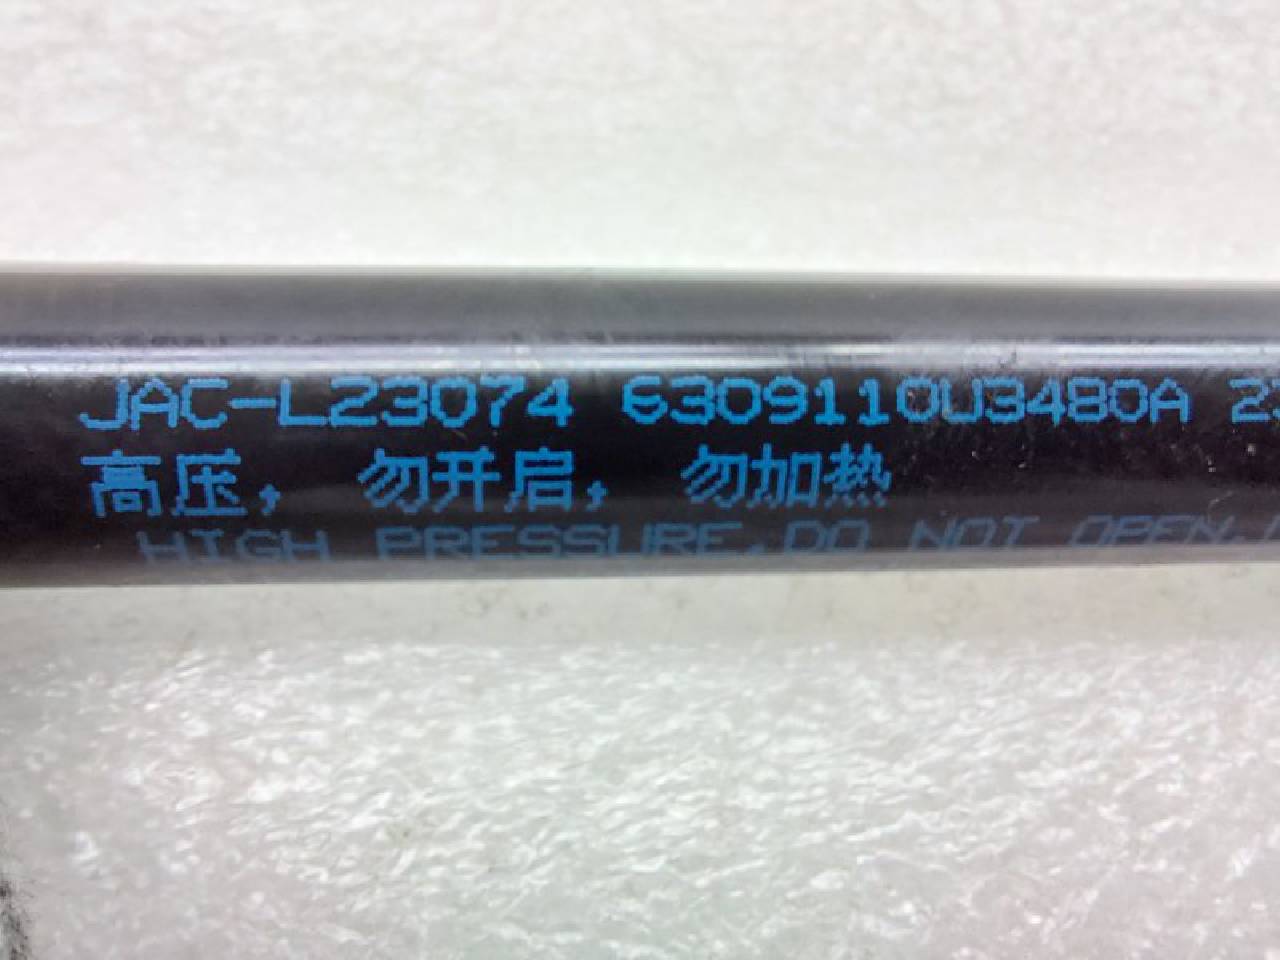 JAC-L23074 6309110U3480A
高压，勿开启，勿加热
HIGH PRESSURE,DO NOT OPEN,